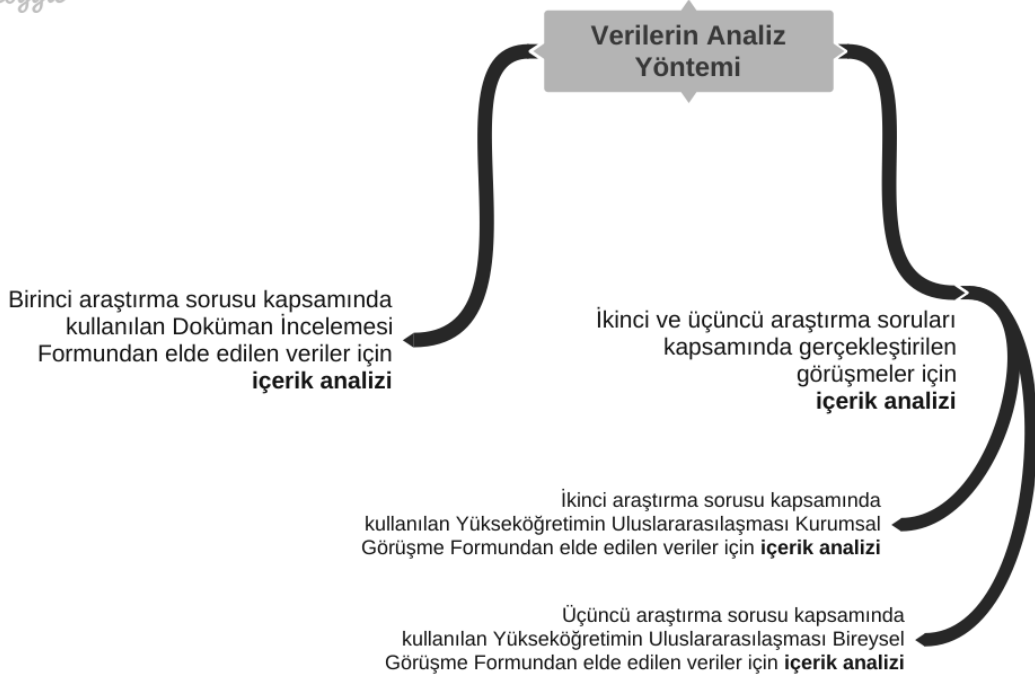 Verilerin Analiz
Yöntemi
Birinci araştırma sorusu kapsamında
kullanılan Doküman İncelemesi
Formundan elde edilen veriler için
içerik analizi
İkinci ve üçüncü araştırma soruları
kapsamında gerçekleştirilen
görüşmeler için
içerik analizi
İkinci araştırma sorusu kapsamında
kullanılan Yükseköğretimin Uluslararasılaşması Kurumsal
Görüşme Formundan elde edilen veriler için içerik analizi
Üçüncü araştırma sorusu kapsamında
kullanılan Yükseköğretimin Uluslararasılaşması Bireysel
Görüşme Formundan elde edilen veriler için içerik analizi